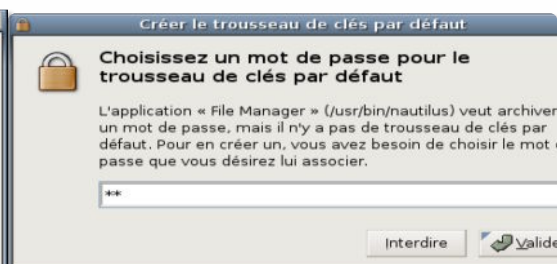 Créer le trousseau de clés par défaut
Choisissez un mot de passe pour le
trousseau de clés par défaut
L'application « File Manager » (/usr/bin/nautilus) veut archiver
un mot de passe, mais il n'y a pas de trousseau de clés par
défaut. Pour en créer un, vous avez besoin de choisir le mot
passe que vous désirez lui associer.
**
Interdire
Valide